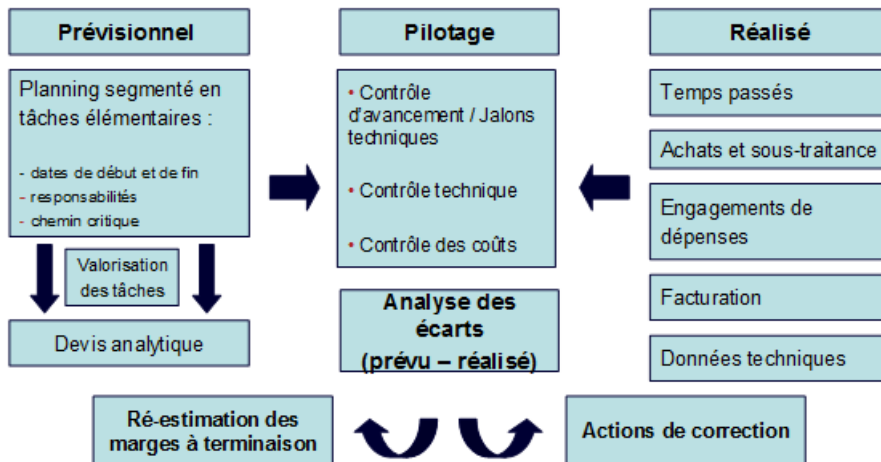 Prévisionnel
Planning segmenté en
tâches élémentaires :
- dates de début et de fin
- responsabilités
- chemin critique
Valorisation
des tâches
Devis analytique
Pilotage
• Contrôle
d'avancement / Jalons
techniques
• Contrôle technique
• Contrôle des coûts
Analyse des
écarts
(prévu – réalisé)
Réalisé
Temps passés
Achats et sous-traitance
Engagements de
dépenses
Facturation
Données techniques
Ré-estimation des
marges à terminaison
Actions de correction